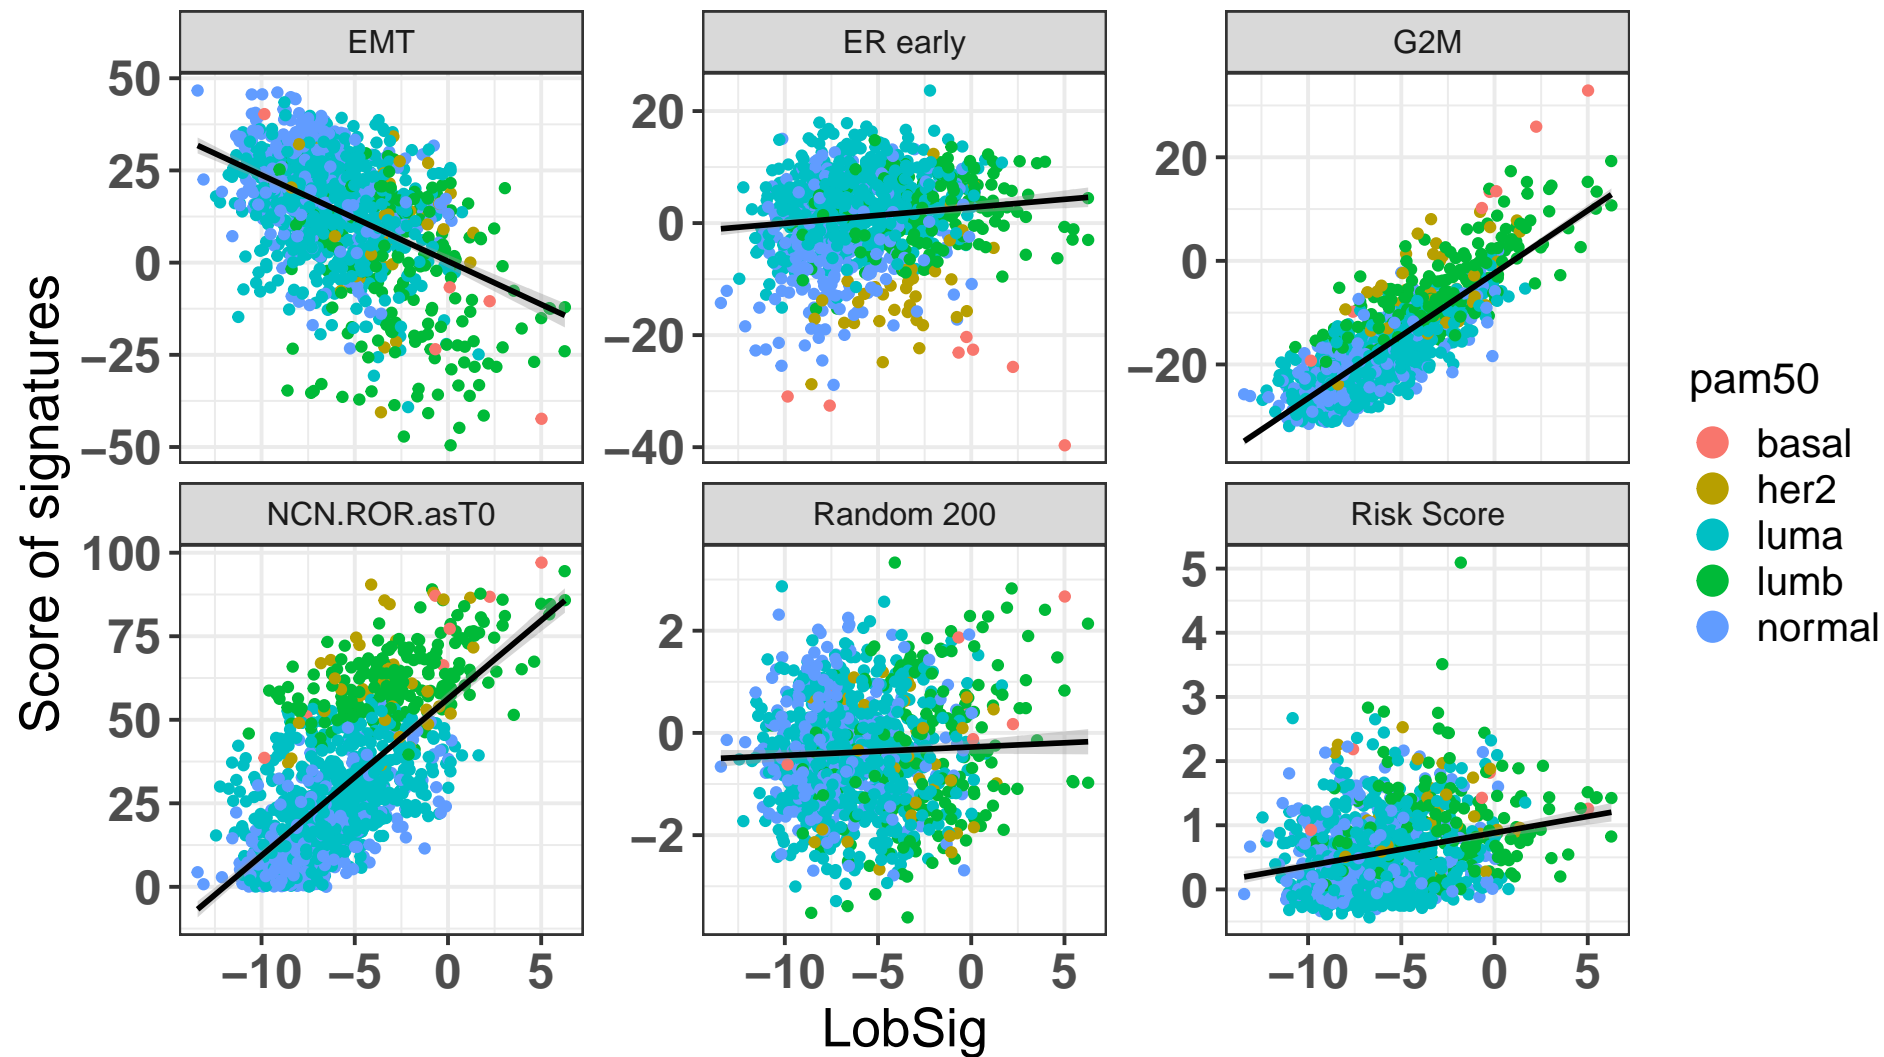 EMT
ER early
G2M
50
25
0
−25
−50
20
0
−20
−40
20
0
−20
NCN.ROR.asT0
Random 200
Risk Score
100
75
50
25
0
2
0
−2
5
4
3
2
1
0
−10 −5 0 5
−10 −5 0 5
−10 −5 0 5
LobSig
Score of signatures
pam50
basal
her2
luma
lumb
normal